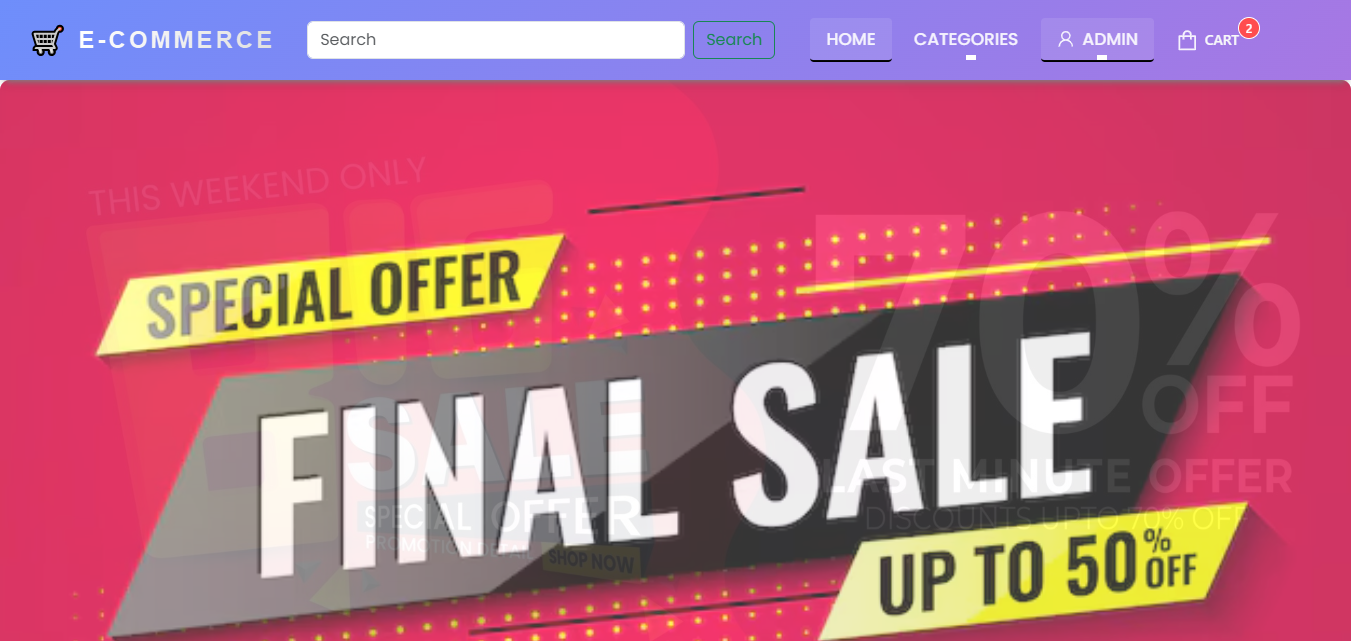 E-COMMERCE Search Search HOME CATEGORIES ADMIN CART 2
THIS WEEKEND ONLY
SPECIAL OFFER
70%
OFF
FINAL SALE
SALE
LAST MINUTE OFFER
SPECIAL OFFER
DISCOUNTS UPTO 70% OFF
PROMOTION DETAIL
SHOP NOW
UP TO 50% OFF